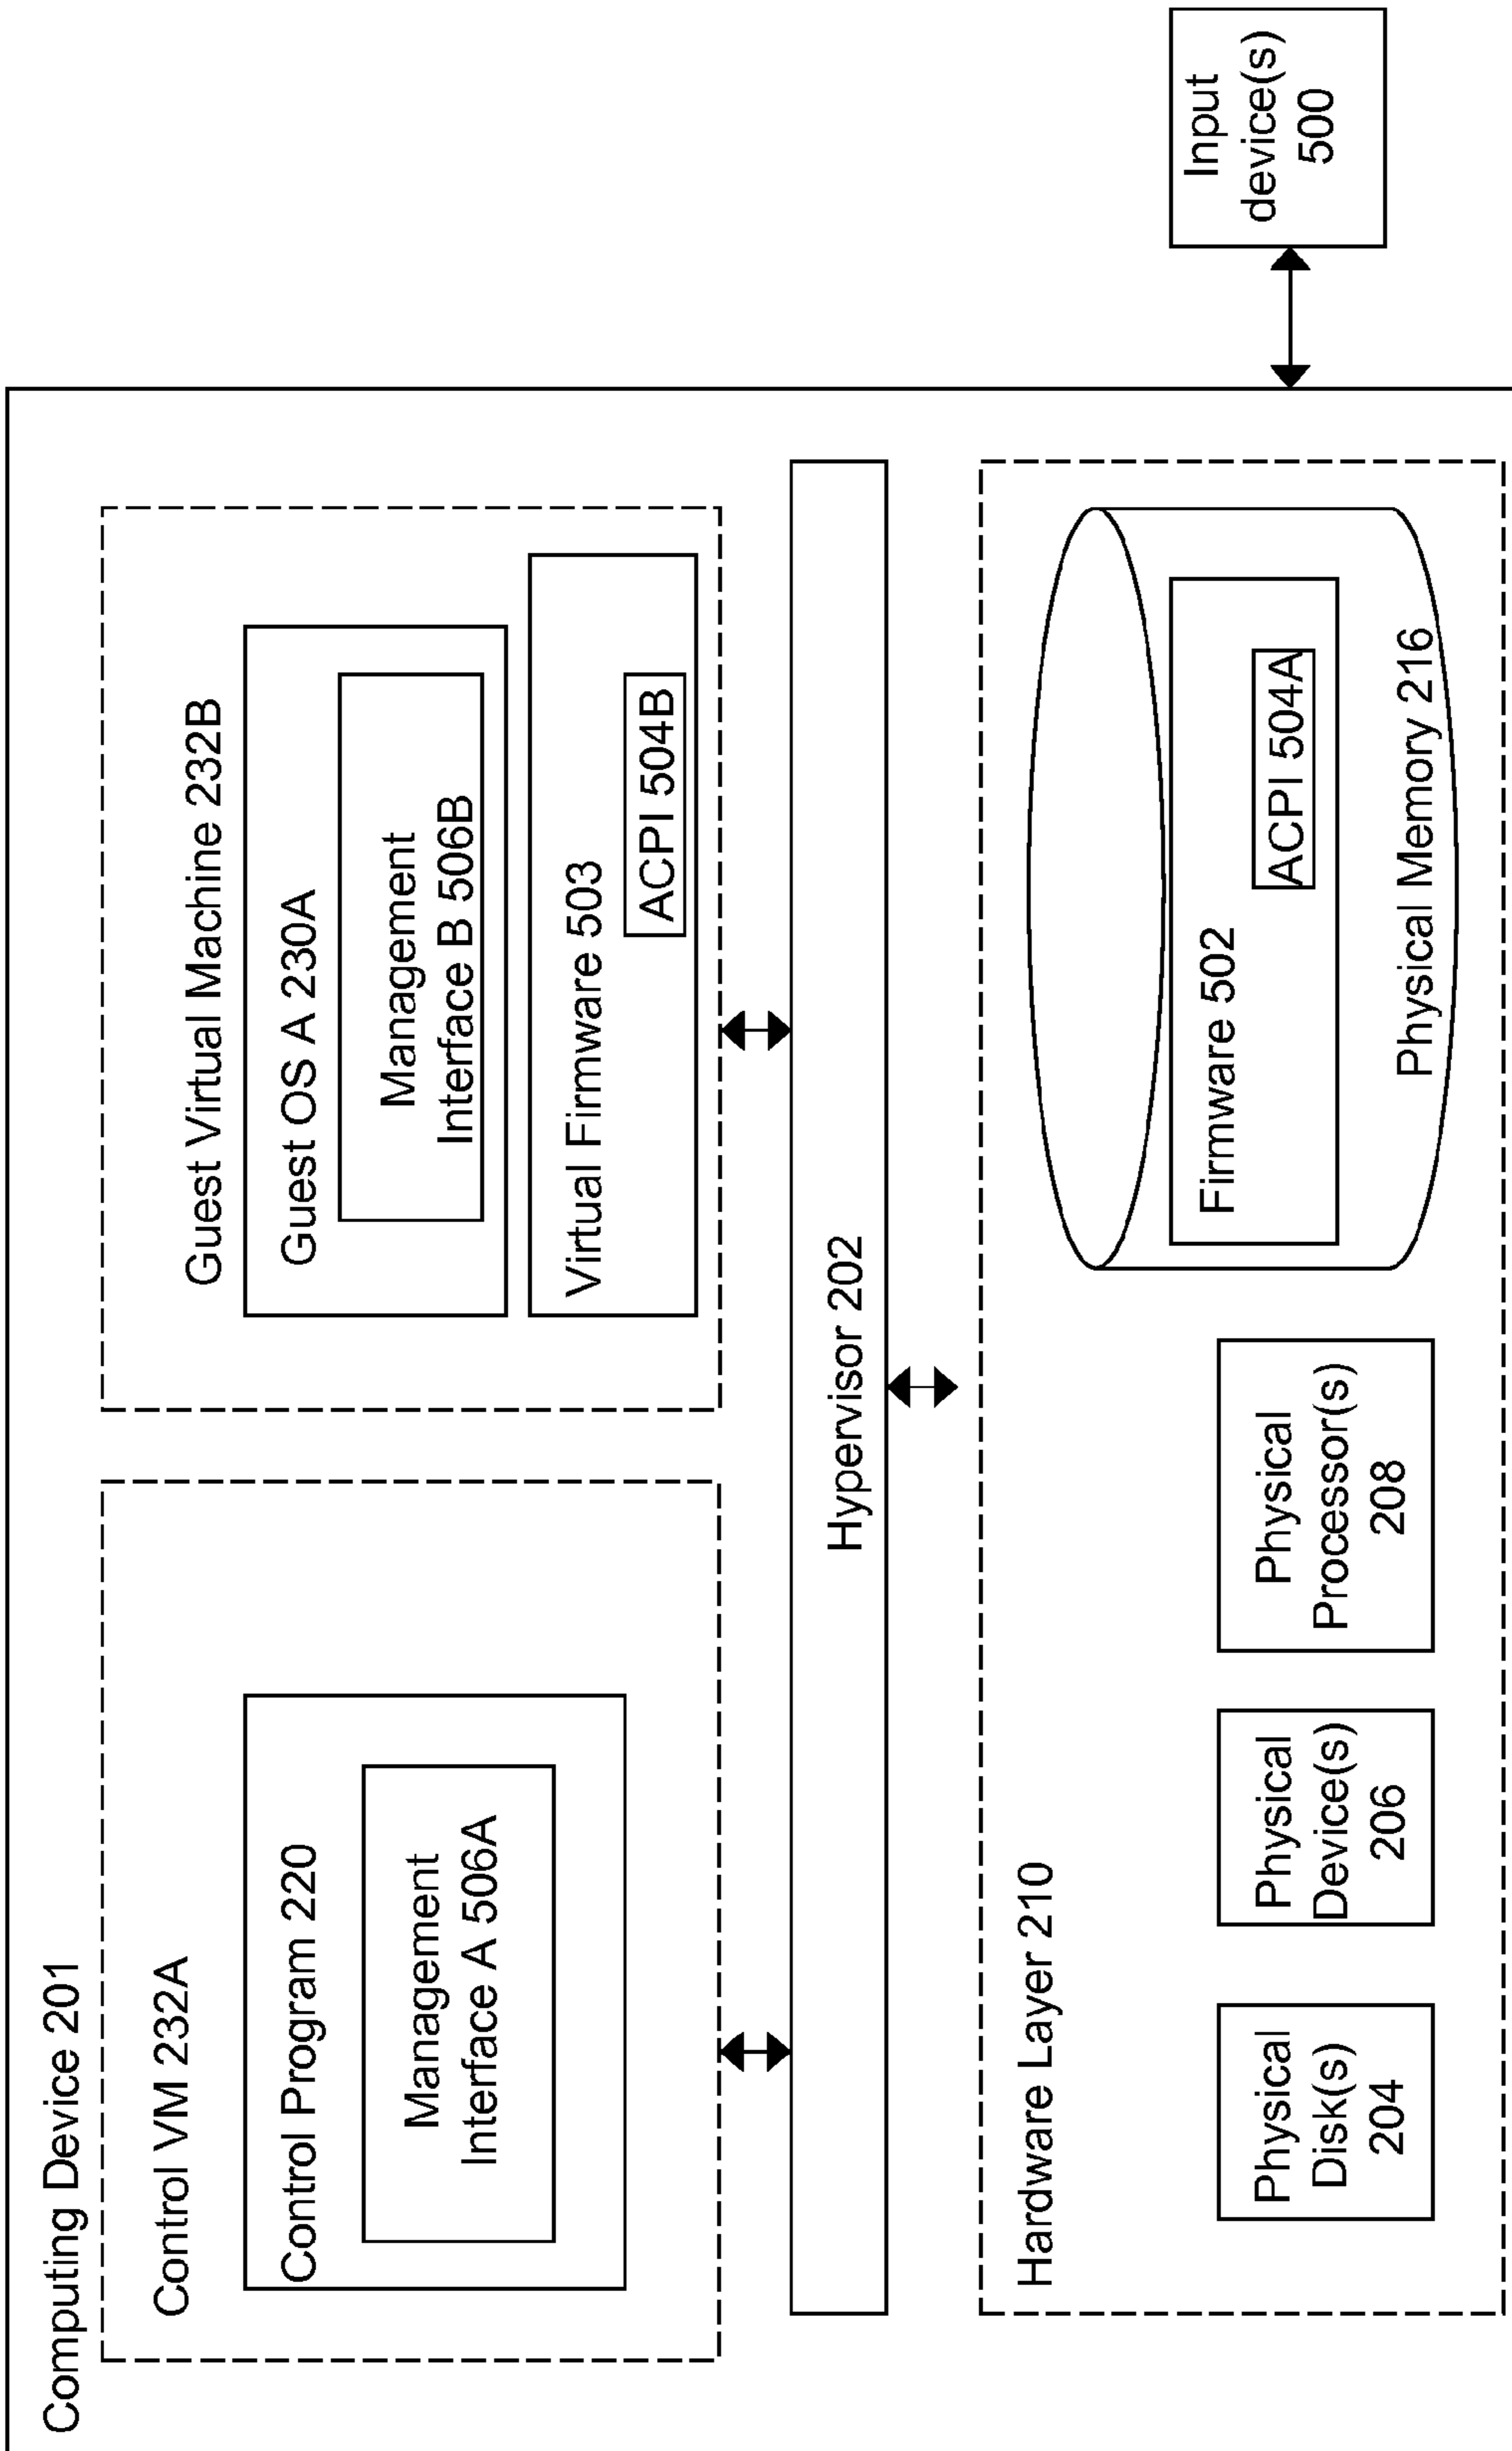 Computing Device 201
Control VM 232A
Control Program 220
Management
Interface A 506A
Guest Virtual Machine 232B
Guest OS A 230A
Management
Interface B 506B
Virtual Firmware 503
ACPI 504B
Hypervisor 202
Hardware Layer 210
Physical
Disk(s)
204
Physical
Device(s)
206
Physical
Processor(s)
208
Firmware 502
ACPI 504A
Physical Memory 216
Input
device(s)
500